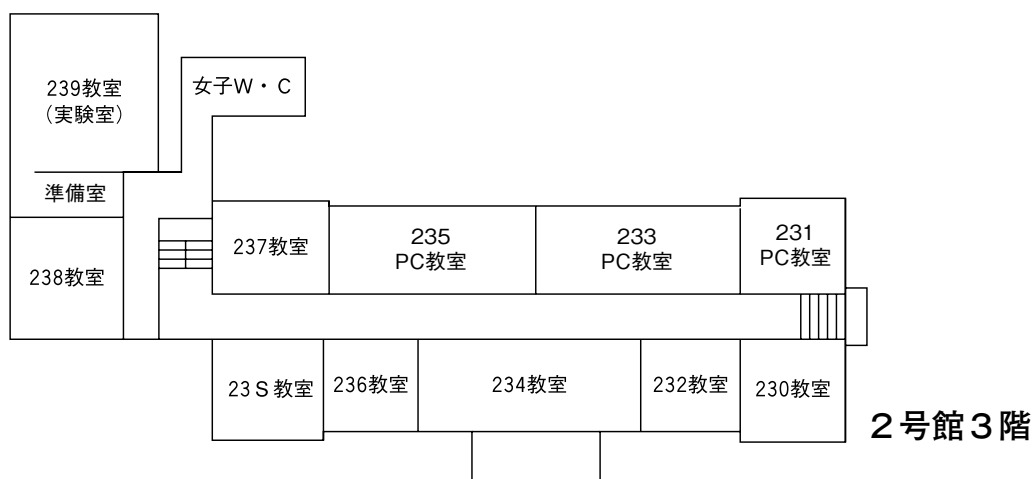 239教室
（実験室）
女子W・C
準備室
238教室
237教室
235
PC教室
233
PC教室
231
PC教室
23S教室
236教室
234教室
232教室
230教室
２号館３階